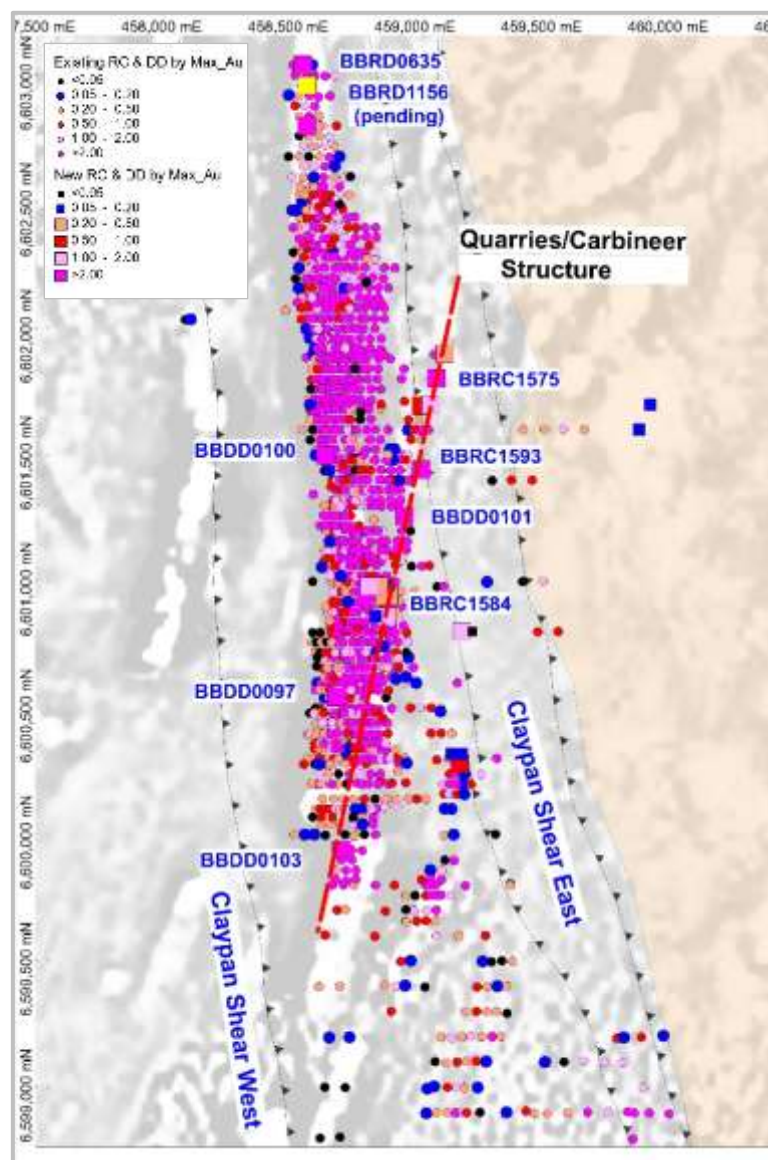 7,500 mE
458,000 mE
458,500 mE
459,000 mE
459,500 mE
460,000 mE
Existing RC & DD by Max_Au
<0.05
0.05 - 0.20
0.20 - 0.50
0.50 - 1.00
1.00 - 2.00
>2.00
New RC & DD by Max_Au
<0.05
0.05 - 0.20
0.20 - 0.50
0.50 - 1.00
1.00 - 2.00
>2.00
BBRD0635
BBRD1156
(pending)
6,603,000 mN
6,602,500 mN
Quarries/Carbineer
Structure
6,602,000 mN
BBRC1575
6,601,500 mN
BBDD0100
BBRC1593
BBDD0101
6,601,000 mN
BBRC1584
BBDD0097
6,600,500 mN
Claypan Shear East
6,600,000 mN
BBDD0103
Claypan Shear West
6,599,500 mN
6,599,000 mN